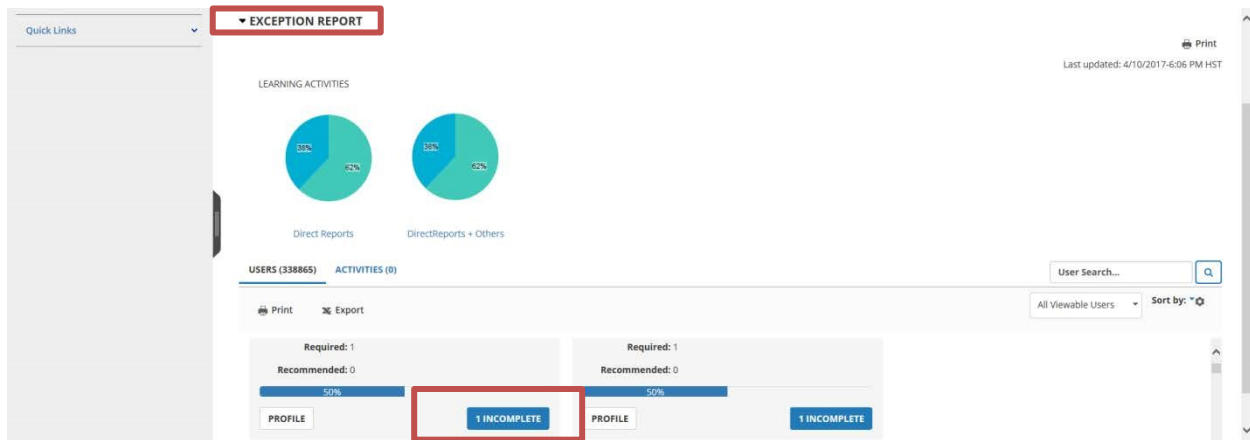 Quick Links
EXCEPTION REPORT
Print
Last updated: 4/10/2017-6:06 PM HST
LEARNING ACTIVITIES
38%
62%
38%
62%
Direct Reports
DirectReports + Others
USERS (338865) ACTIVITIES (0)
User Search...
Print Export
All Viewable Users Sort by:
Required: 1
Recommended: 0
50%
PROFILE 1 INCOMPLETE
Required: 1
Recommended: 0
50%
PROFILE 1 INCOMPLETE